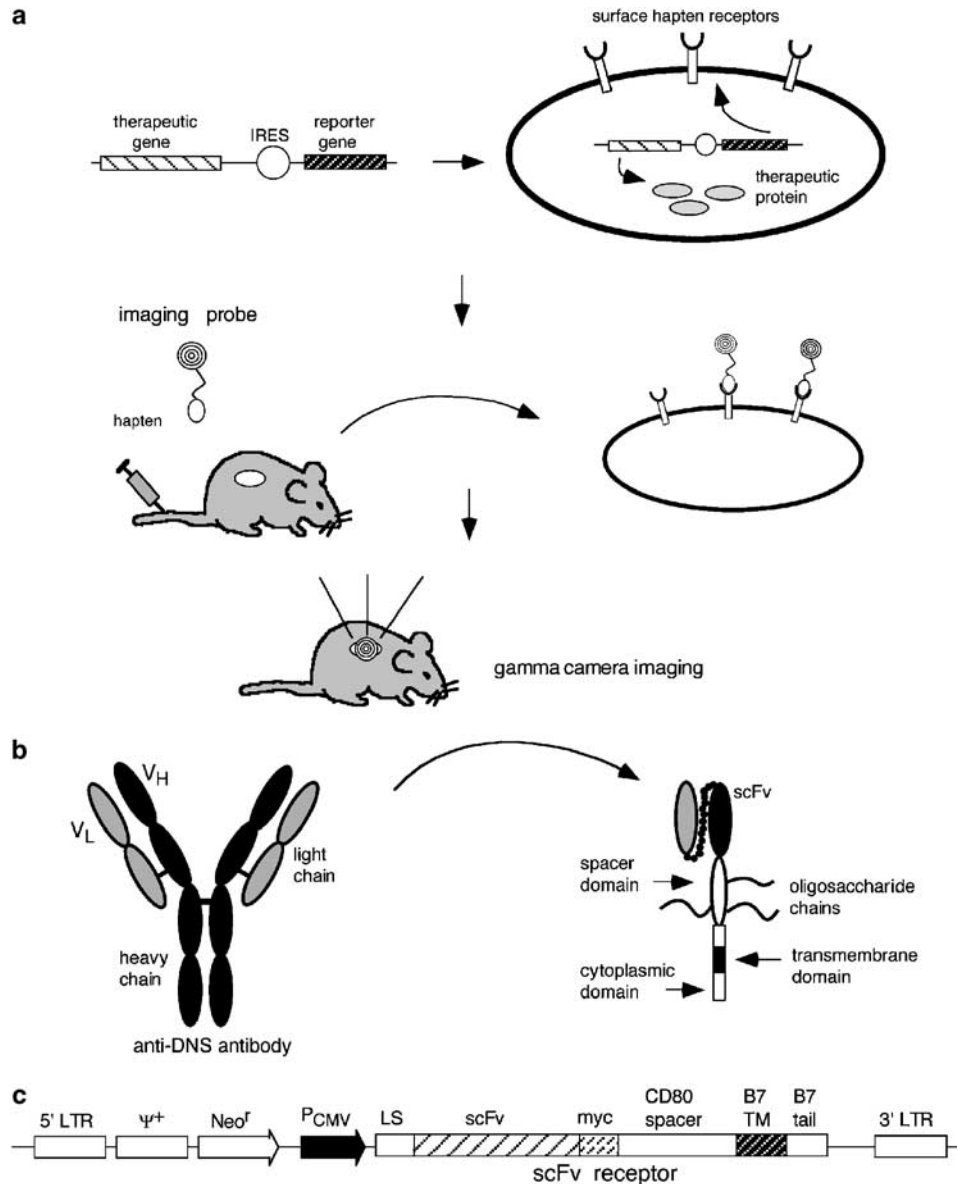 a
surface hapten receptors
therapeutic
gene
IRES
reporter
gene
therapeutic
protein
imaging probe
hapten
gamma camera imaging
b
VH
VL
light
chain
heavy
chain
anti-DNS antibody
scFv
spacer
domain
oligosaccharide
chains
cytoplasmic
domain
transmembrane
domain
c
5' LTR
Ψ+
Neor
PCMV
LS
scFv
myc
CD80
spacer
B7
TM
B7
tail
3' LTR
scFv receptor